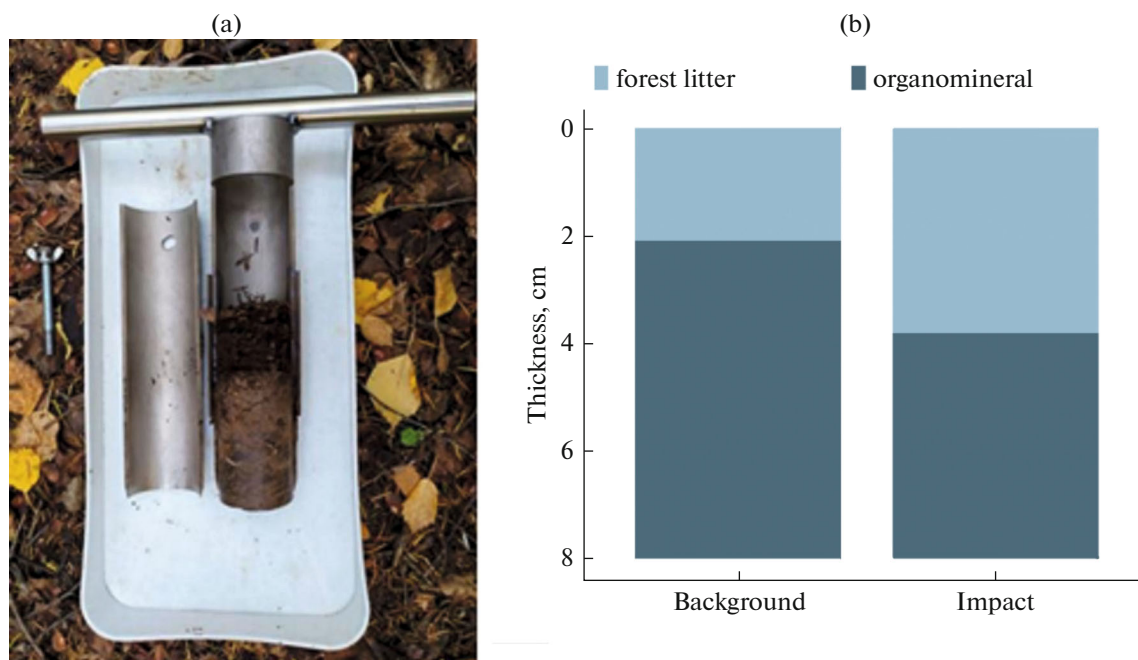 (a)
(b)
forest litter
organomineral
0
2
4
6
8
Thickness, cm
Background
Impact